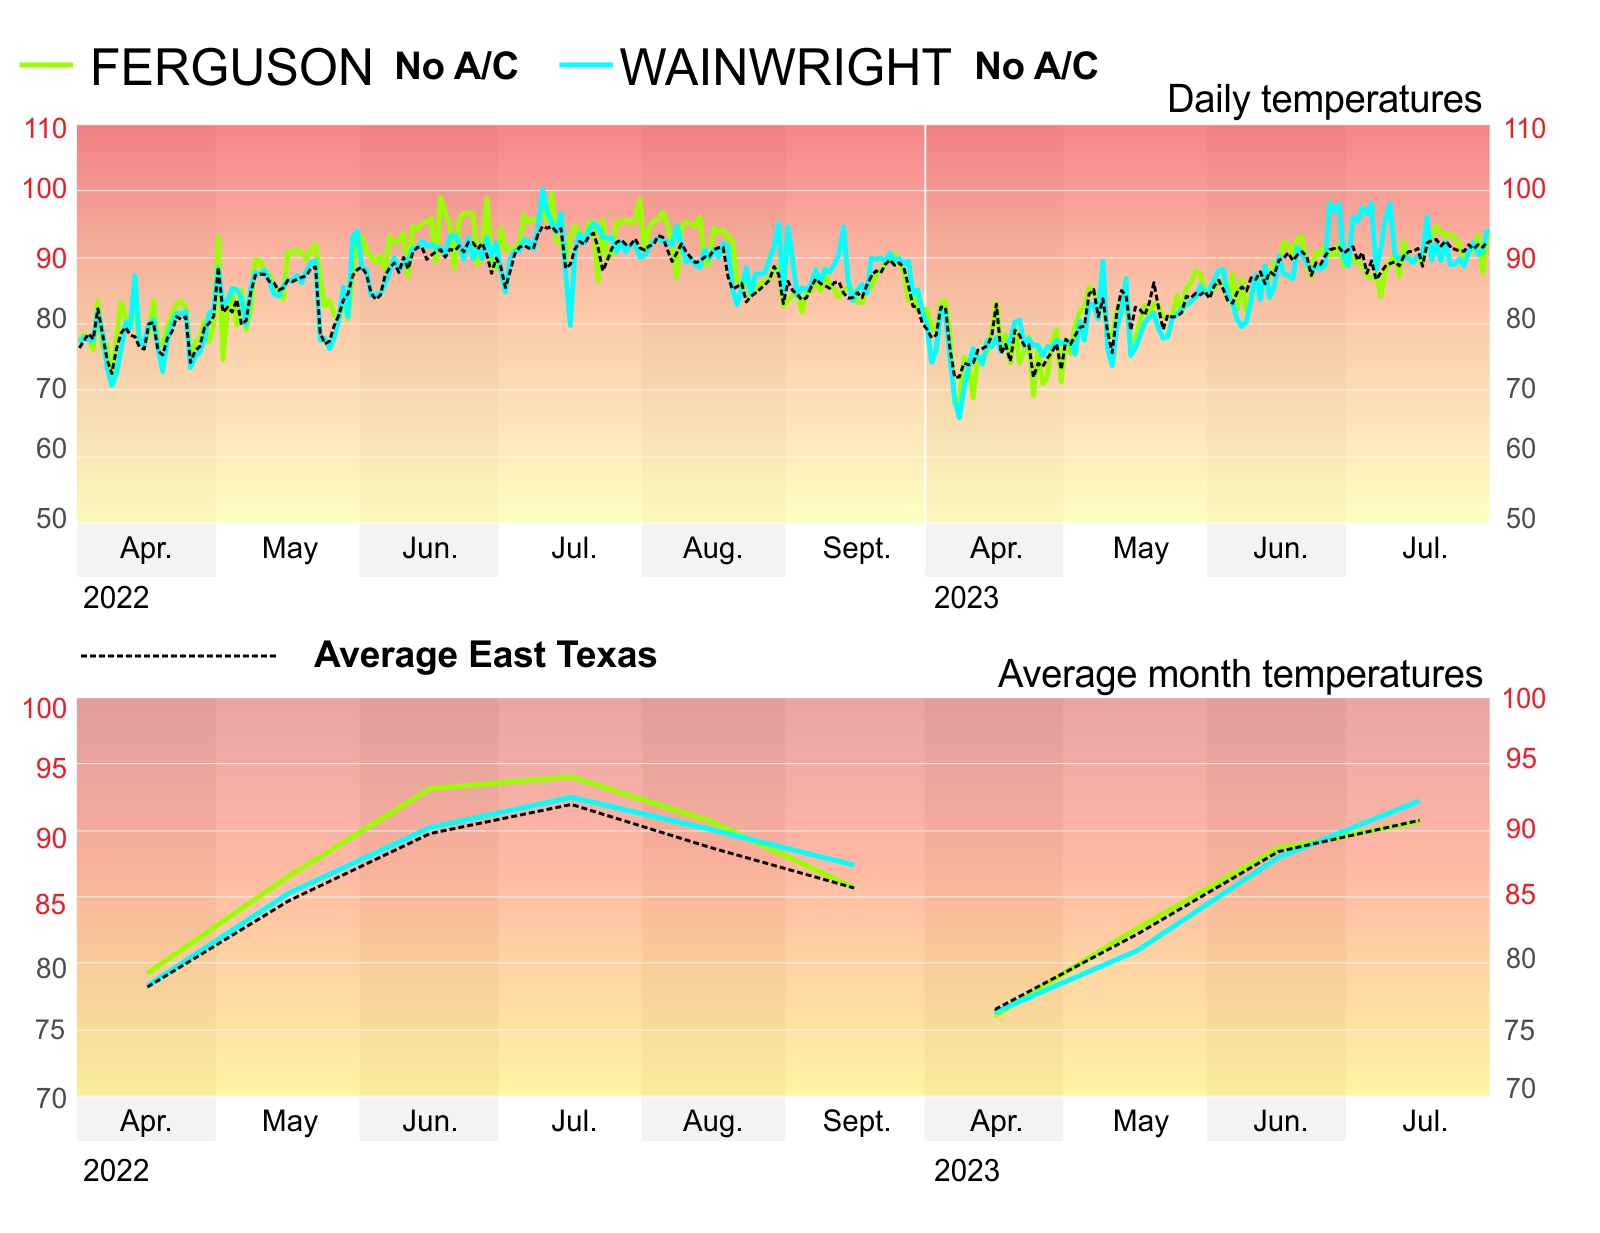 FERGUSON No A/C WAINWRIGHT No A/C
Daily temperatures
110 110
100 100
90 90
80 80
70 70
60 60
50 50
Apr. May Jun. Jul. Aug. Sept. Apr. May Jun. Jul.
2022 2023
Average East Texas
Average month temperatures
100 100
95 95
90 90
85 85
80 80
75 75
70 70
Apr. May Jun. Jul. Aug. Sept. Apr. May Jun. Jul.
2022 2023